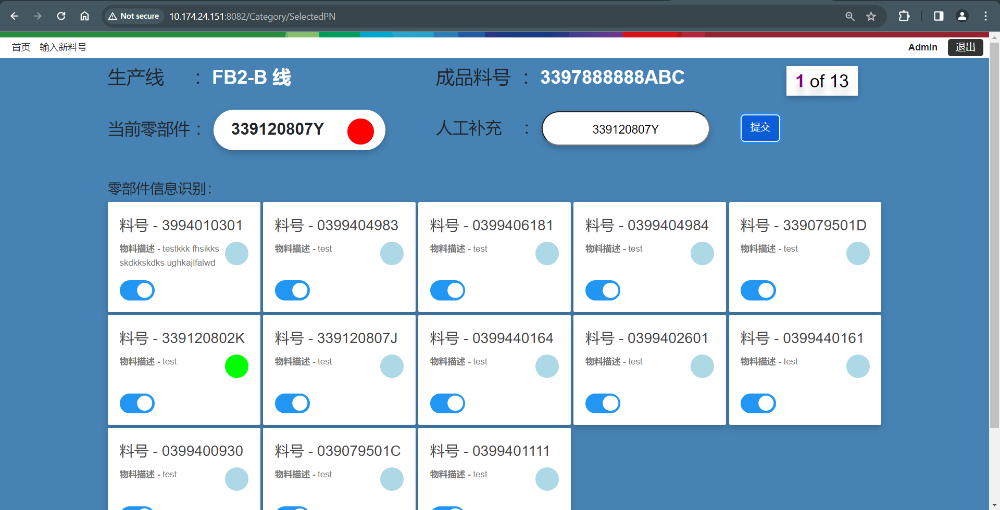 Not secure 10.174.24.151:8082/Category/SelectedPN
首页 输入新料号 Admin 退出
生产线 : FB2-B 线 成品料号 : 3397888888ABC 1 of 13
当前零部件 : 339120807Y 人工补充 : 339120807Y 提交
零部件信息识别:
料号 - 3994010301
物料描述 - testkkk fhsikks
skdkkskdks ughkajlfalwd
料号 - 0399404983
物料描述 - test
料号 - 0399406181
物料描述 - test
料号 - 0399404984
物料描述 - test
料号 - 339079501D
物料描述 - test
料号 - 339120802K
物料描述 - test
料号 - 339120807J
物料描述 - test
料号 - 0399440164
物料描述 - test
料号 - 0399402601
物料描述 - test
料号 - 0399440161
物料描述 - test
料号 - 0399400930
物料描述 - test
料号 - 039079501C
物料描述 - test
料号 - 0399401111
物料描述 - test